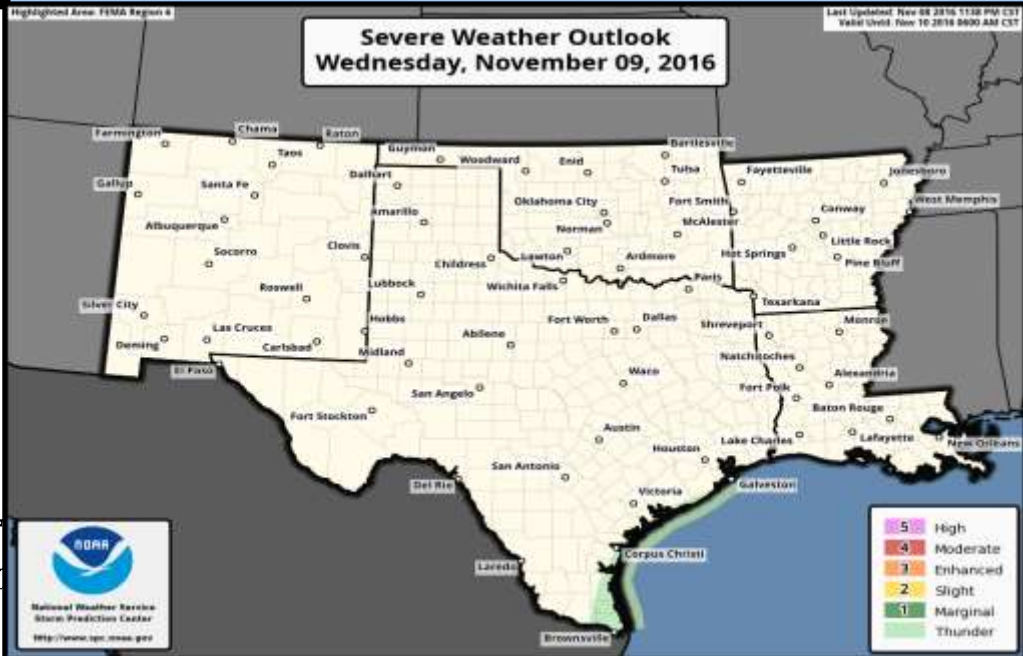 Highlighted Area: FEMA Region 6
Last Updated: Nov 08 2016 1138 PM CST
Valid Until: Nov 10 2016 0600 AM CST
Severe Weather Outlook
Wednesday, November 09, 2016
Farmington
Chama
Raton
Taos
Guymon
Woodward
Enid
Bartlesville
Tulsa
Fayetteville
Jonesboro
Gallup
Santa Fe
Dalhart
Oklahoma City
Fort Smith
Conway
West Memphis
Albuquerque
Amarillo
Norman
McAlester
Little Rock
Socorro
Clovis
Childress
Lawton
Ardmore
Hot Springs
Pine Bluff
Roswell
Lubbock
Wichita Falls
Paris
Texarkana
Silver City
Las Cruces
Hobbs
Abilene
Fort Worth
Dallas
Shreveport
Monroe
Deming
Carlsbad
Midland
Natchitoches
El Paso
San Angelo
Waco
Fort Polk
Alexandria
Fort Stockton
Austin
Baton Rouge
Houston
Lake Charles
Lafayette
New Orleans
San Antonio
Del Rio
Victoria
Galveston
Corpus Christi
Laredo
Brownsville
NOAA
National Weather Service
Storm Prediction Center
http://www.spc.noaa.gov
5 High
4 Moderate
3 Enhanced
2 Slight
1 Marginal
Thunder